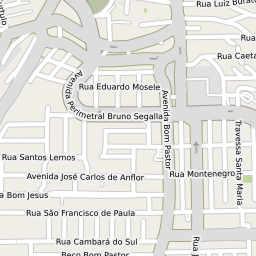 Rua Luiz Burat
Rua Caeta
Rua Eduardo Mosele
Avenida Perimetral Bruno Segalla
Avenida Bom Pastor
Travessa Santa Maria
Rua Santos Lemos
Avenida José Carlos de Anflor
Rua Montenegro
a Bom Jesus
Rua São Francisco de Paula
Rua Cambará do Sul
Beco Bom Pastor
Rua J